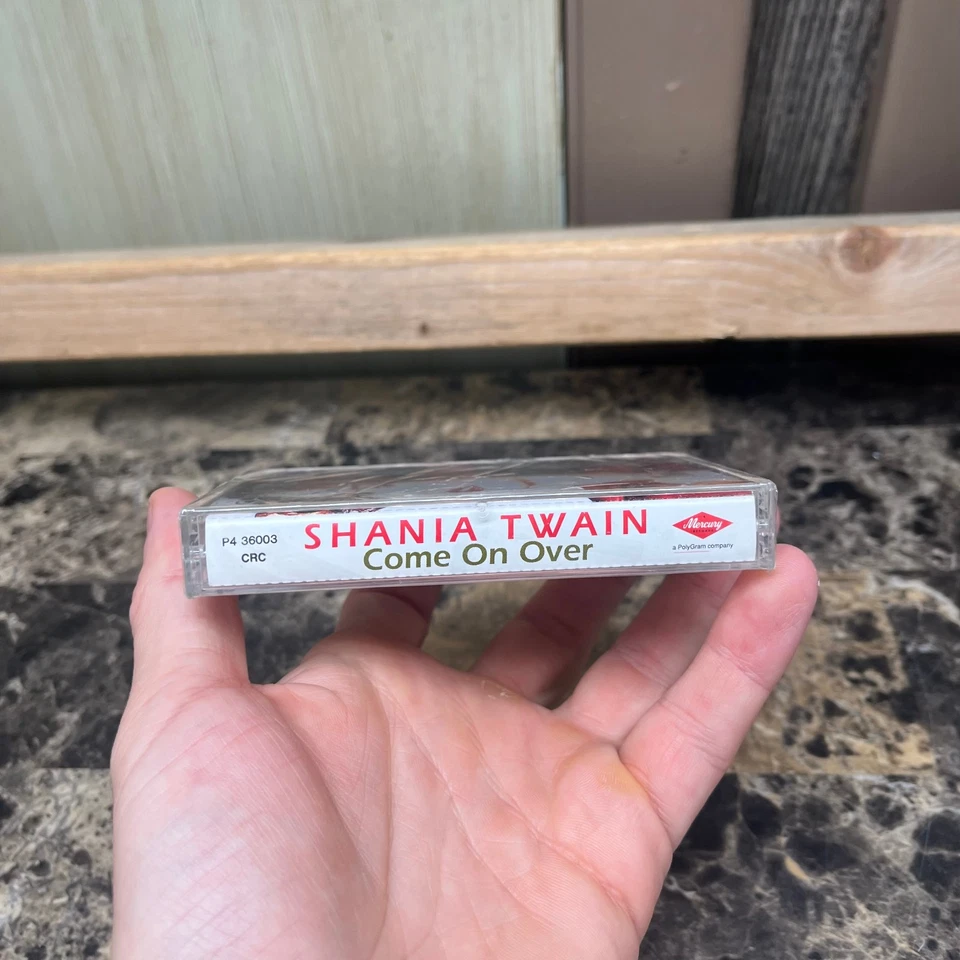 P4 36003
CRC
SHANIA TWAIN
Come On Over
Mercury
a PolyGram company